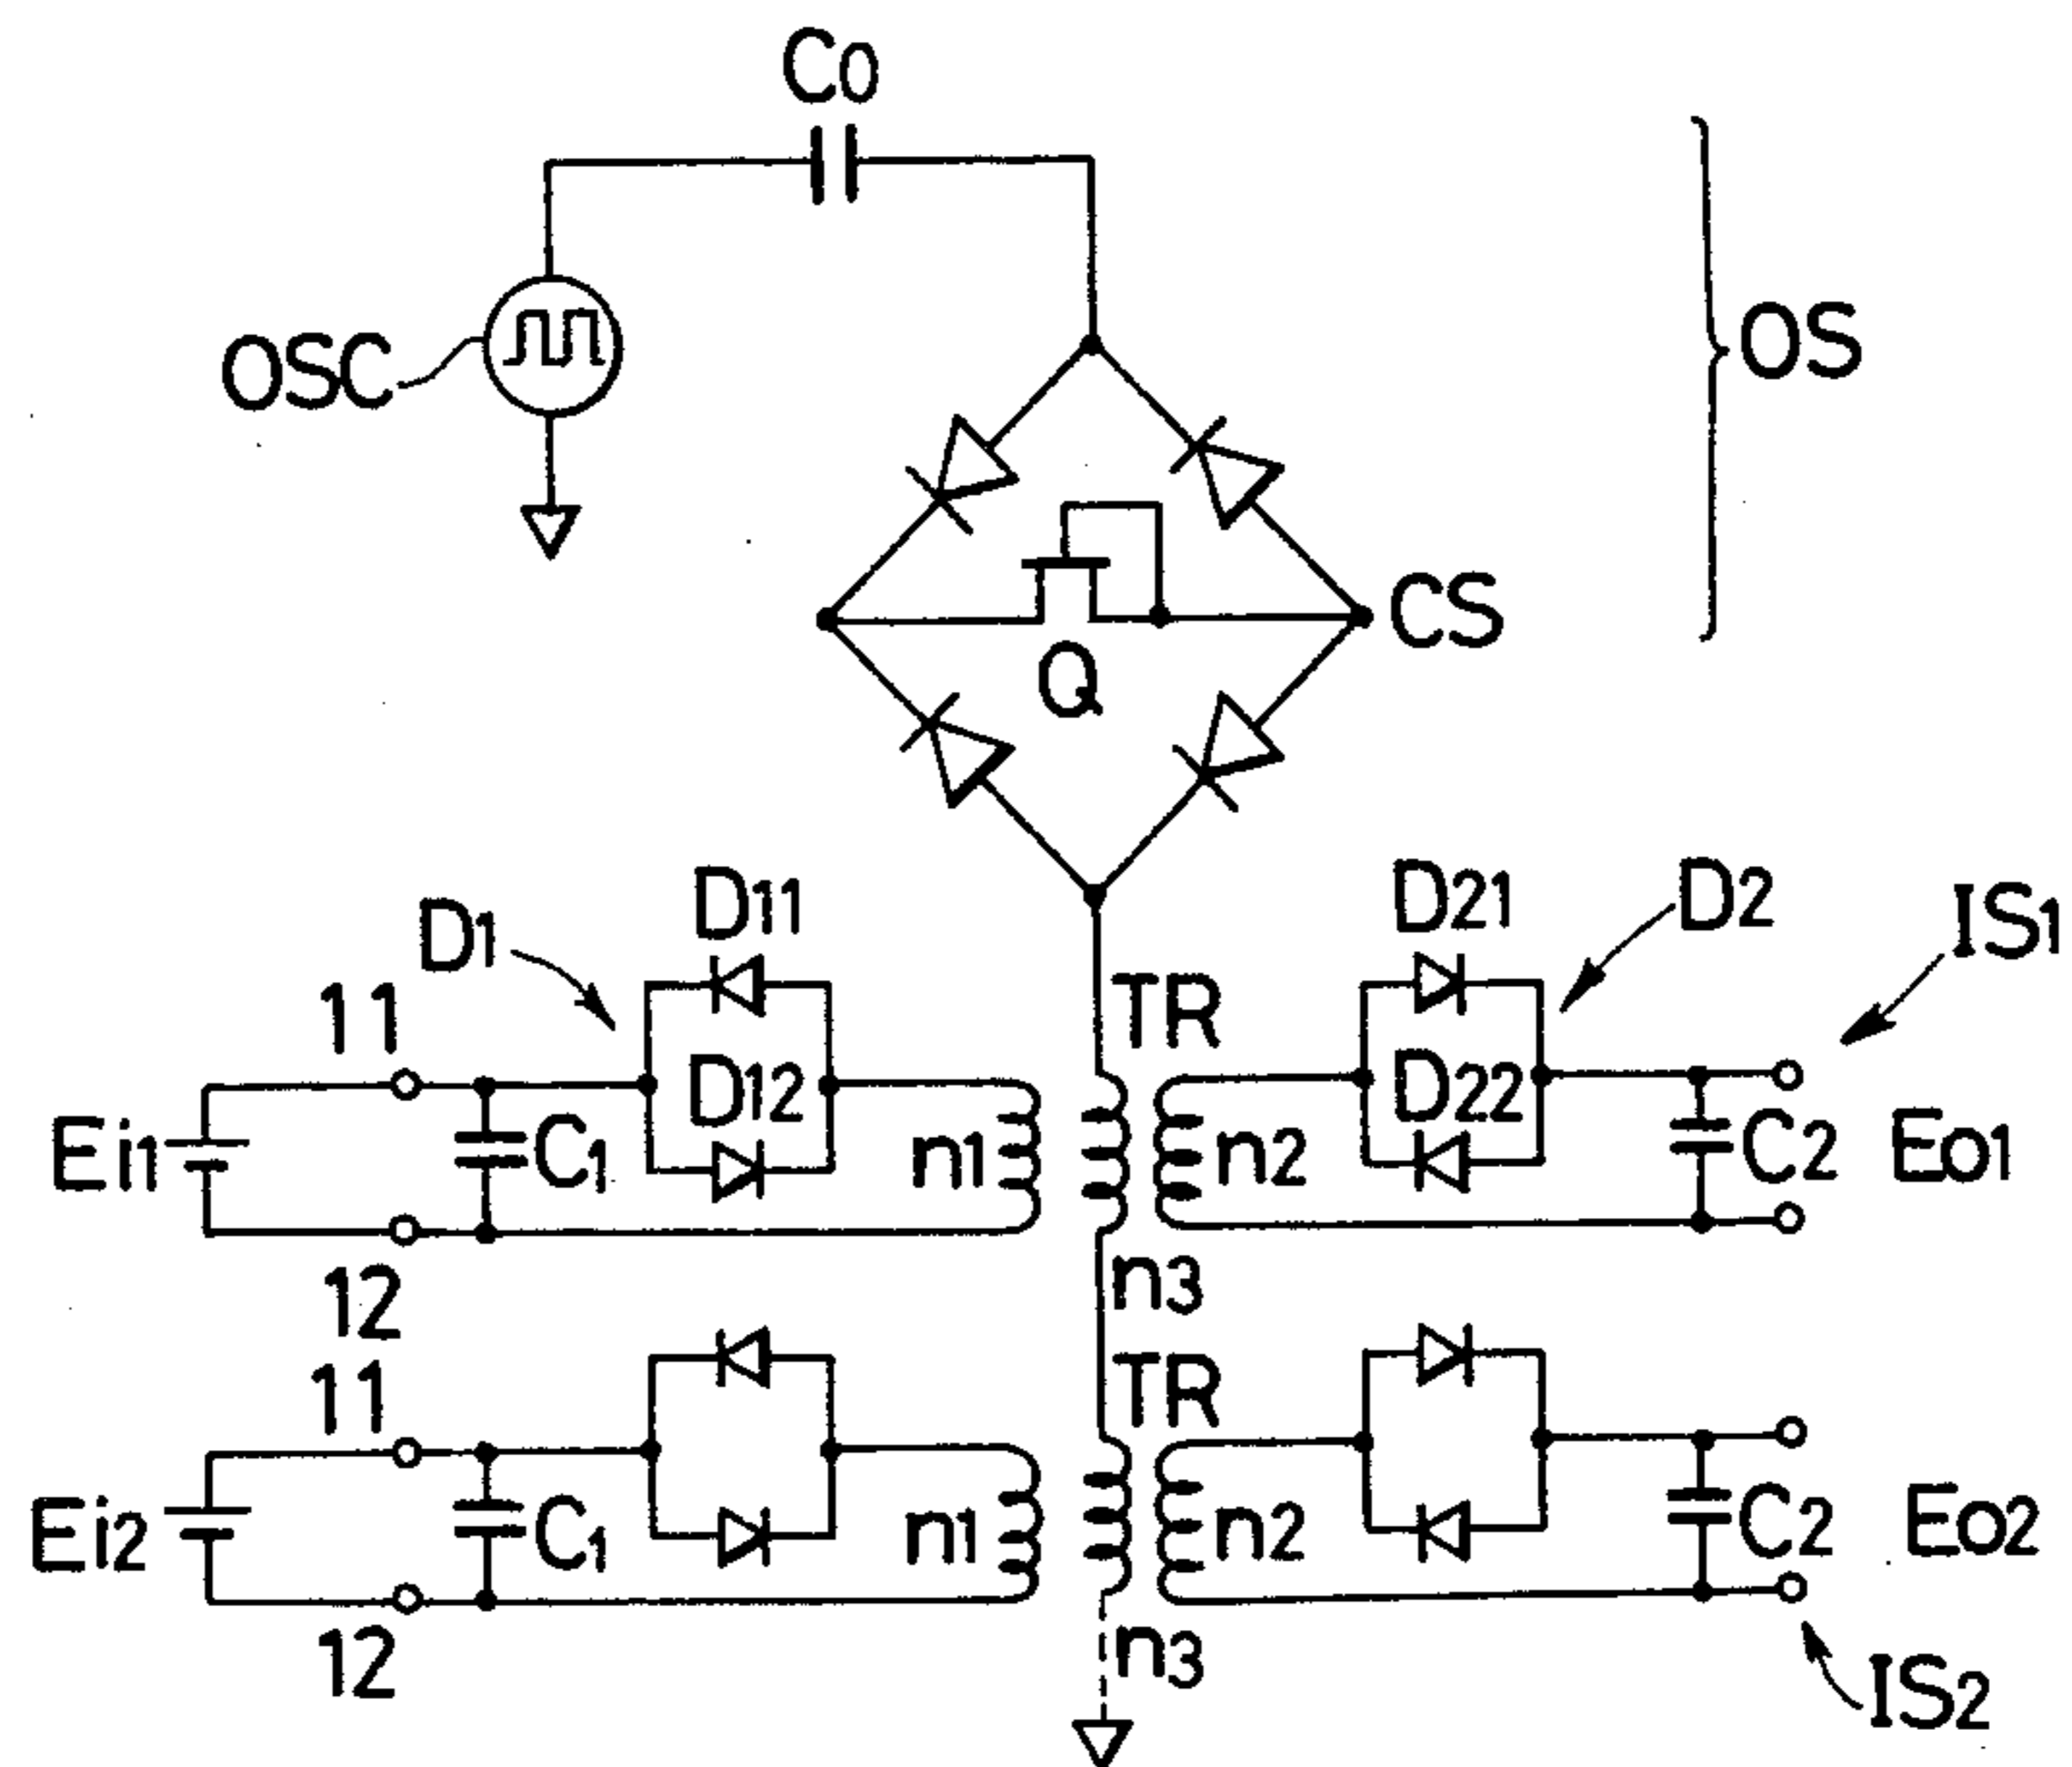 Co
OSC
OS
CS
Q
D1
D11
D21
D2
IS1
11
TR
D12
D22
Ei1
C1
n1
n2
C2
Eo1
12
n3
11
TR
Ei2
C1
n1
n2
C2
Eo2
12
n3
IS2